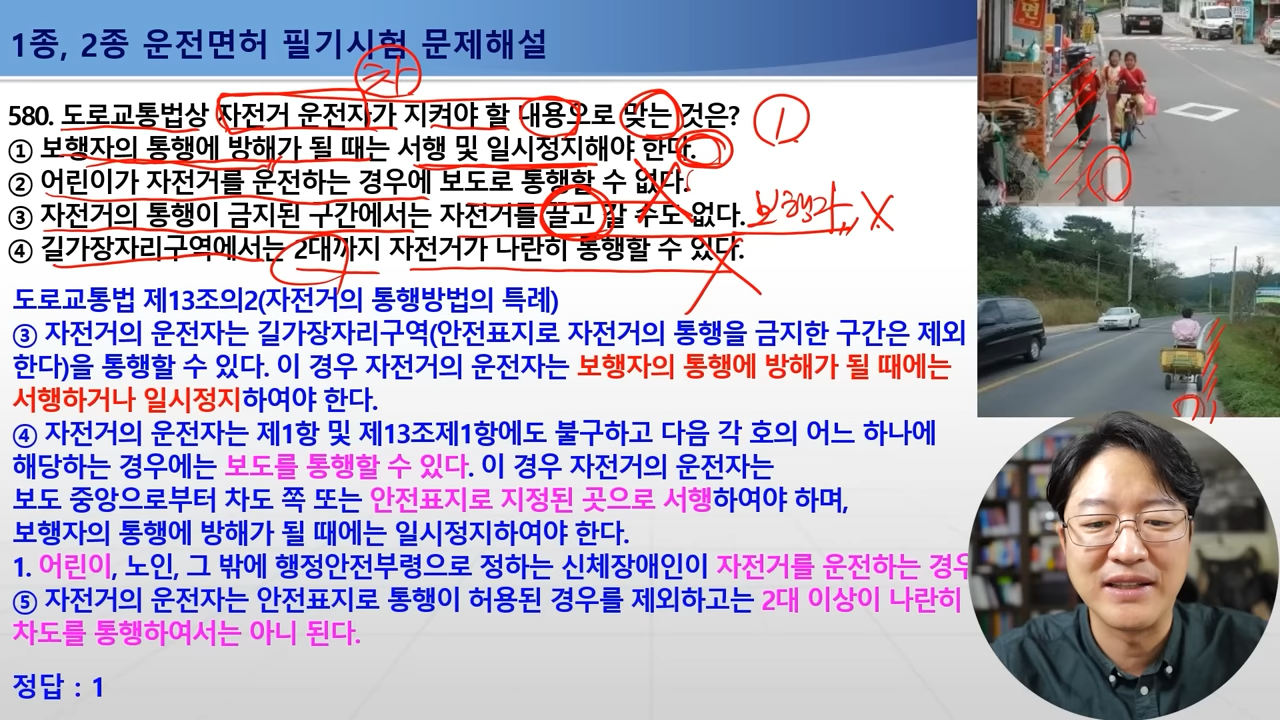 1종, 2종 운전면허 필기시험 문제해설
차
580. 도로교통법상 자전거 운전자가 지켜야 할 내용으로 맞는 것은?
①
① 보행자의 통행에 방해가 될 때는 서행 및 일시정지해야 한다.
② 어린이가 자전거를 운전하는 경우에 보도로 통행할 수 없다.
③ 자전거의 통행이 금지된 구간에서는 자전거를 끌고 갈 수도 없다. 보행자
④ 길가장자리구역에서는 2대까지 자전거가 나란히 통행할 수 있다.
도로교통법 제13조의2(자전거의 통행방법의 특례)
③ 자전거의 운전자는 길가장자리구역(안전표지로 자전거의 통행을 금지한 구간은 제외
한다)을 통행할 수 있다. 이 경우 자전거의 운전자는 보행자의 통행에 방해가 될 때에는
서행하거나 일시정지하여야 한다.
④ 자전거의 운전자는 제1항 및 제13조제1항에도 불구하고 다음 각 호의 어느 하나에
해당하는 경우에는 보도를 통행할 수 있다. 이 경우 자전거의 운전자는
보도 중앙으로부터 차도 쪽 또는 안전표지로 지정된 곳으로 서행하여야 하며,
보행자의 통행에 방해가 될 때에는 일시정지하여야 한다.
1. 어린이, 노인, 그 밖에 행정안전부령으로 정하는 신체장애인이 자전거를 운전하는 경우
⑤ 자전거의 운전자는 안전표지로 통행이 허용된 경우를 제외하고는 2대 이상이 나란히
차도를 통행하여서는 아니 된다.
정답 : 1